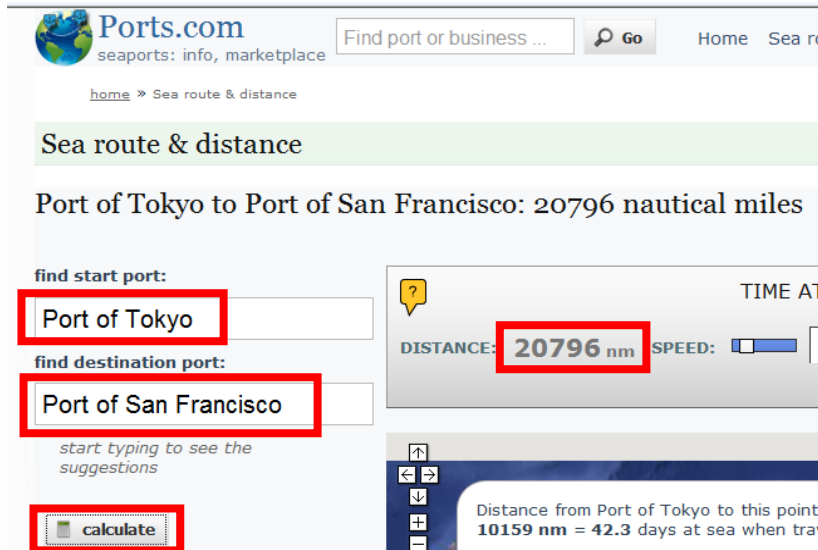 Ports.com
seaports: info, marketplace
Find port or business ...
Go
Home Sea
home » Sea route & distance
Sea route & distance
Port of Tokyo to Port of San Francisco: 20796 nautical miles
find start port:
Port of Tokyo
find destination port:
Port of San Francisco
start typing to see the
suggestions
calculate
?
TIME AT
DISTANCE: 20796 nm SPEED:
Distance from Port of Tokyo to this point
10159 nm = 42.3 days at sea when